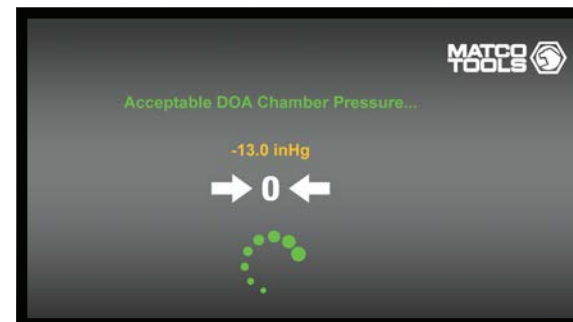 MATCO
TOOLS
Acceptable DOA Chamber Pressure...
-13.0 inHg
0